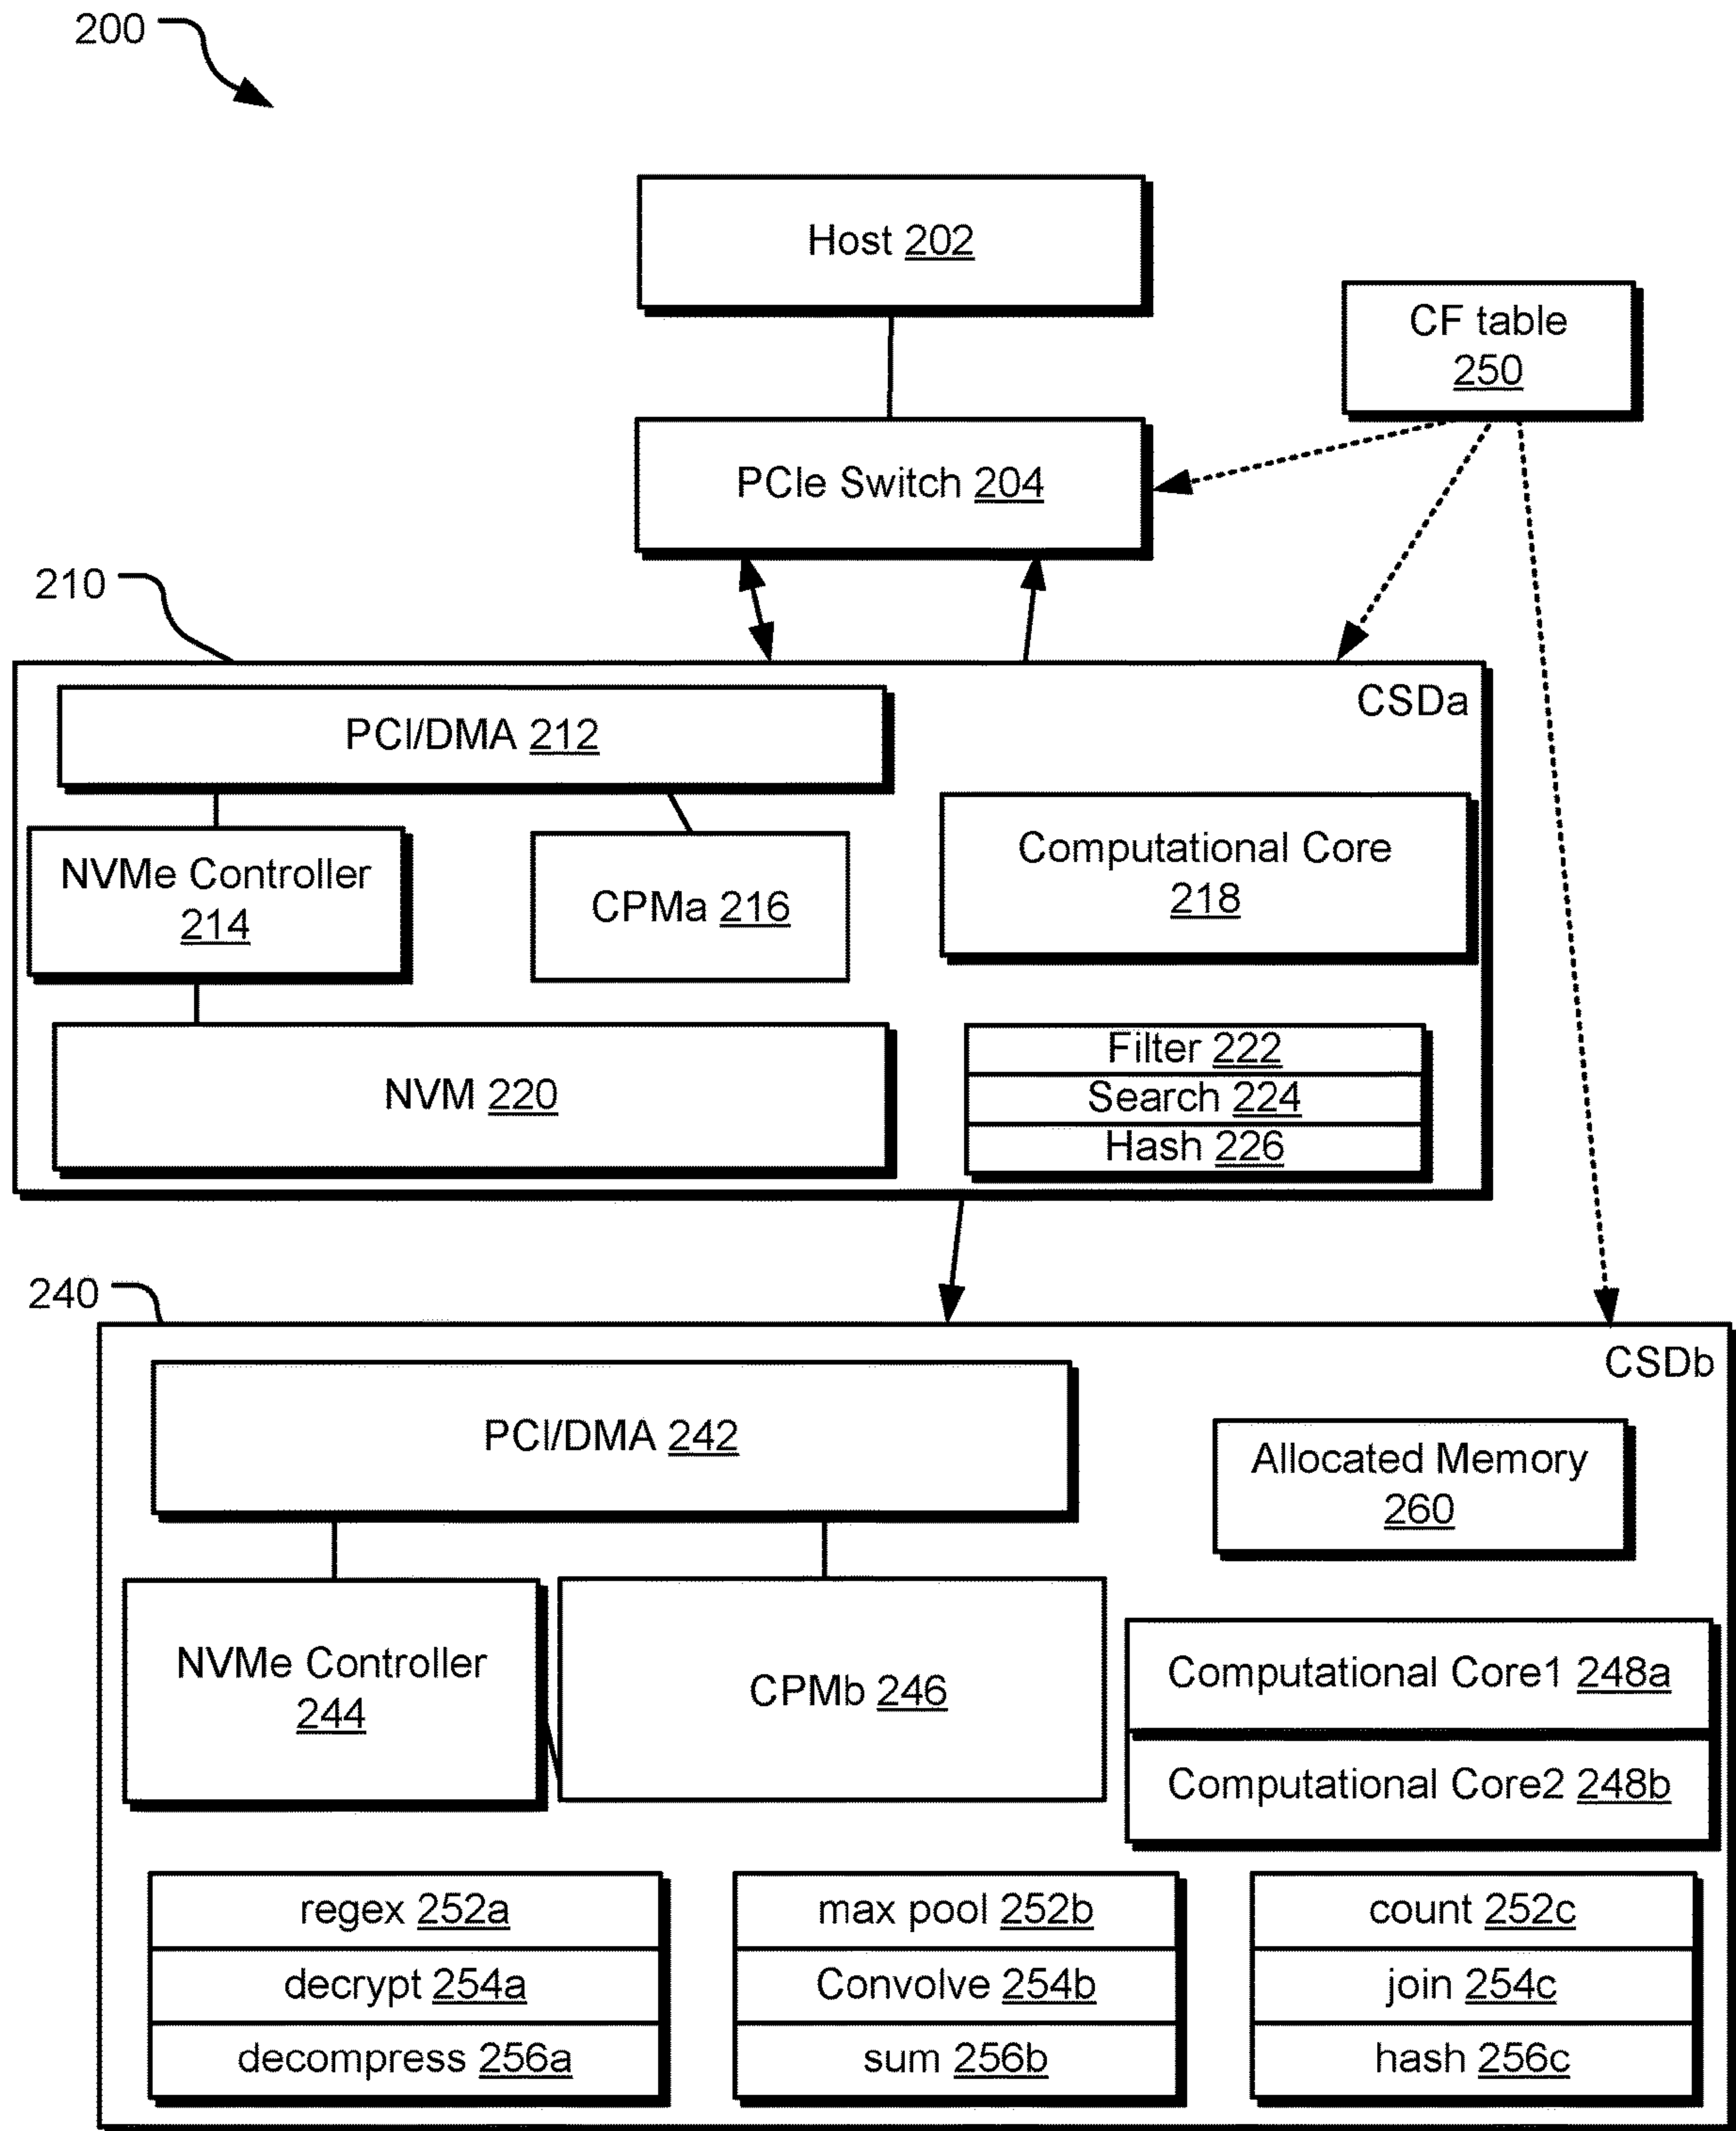 200
Host 202
CF table
250
PCIe Switch 204
210
CSDa
PCI/DMA 212
NVMe Controller
214
CPMa 216
Computational Core
218
NVM 220
Filter 222
Search 224
Hash 226
240
CSDb
PCI/DMA 242
Allocated Memory
260
NVMe Controller
244
CPMb 246
Computational Core1 248a
Computational Core2 248b
regex 252a
decrypt 254a
decompress 256a
max pool 252b
Convolve 254b
sum 256b
count 252c
join 254c
hash 256c